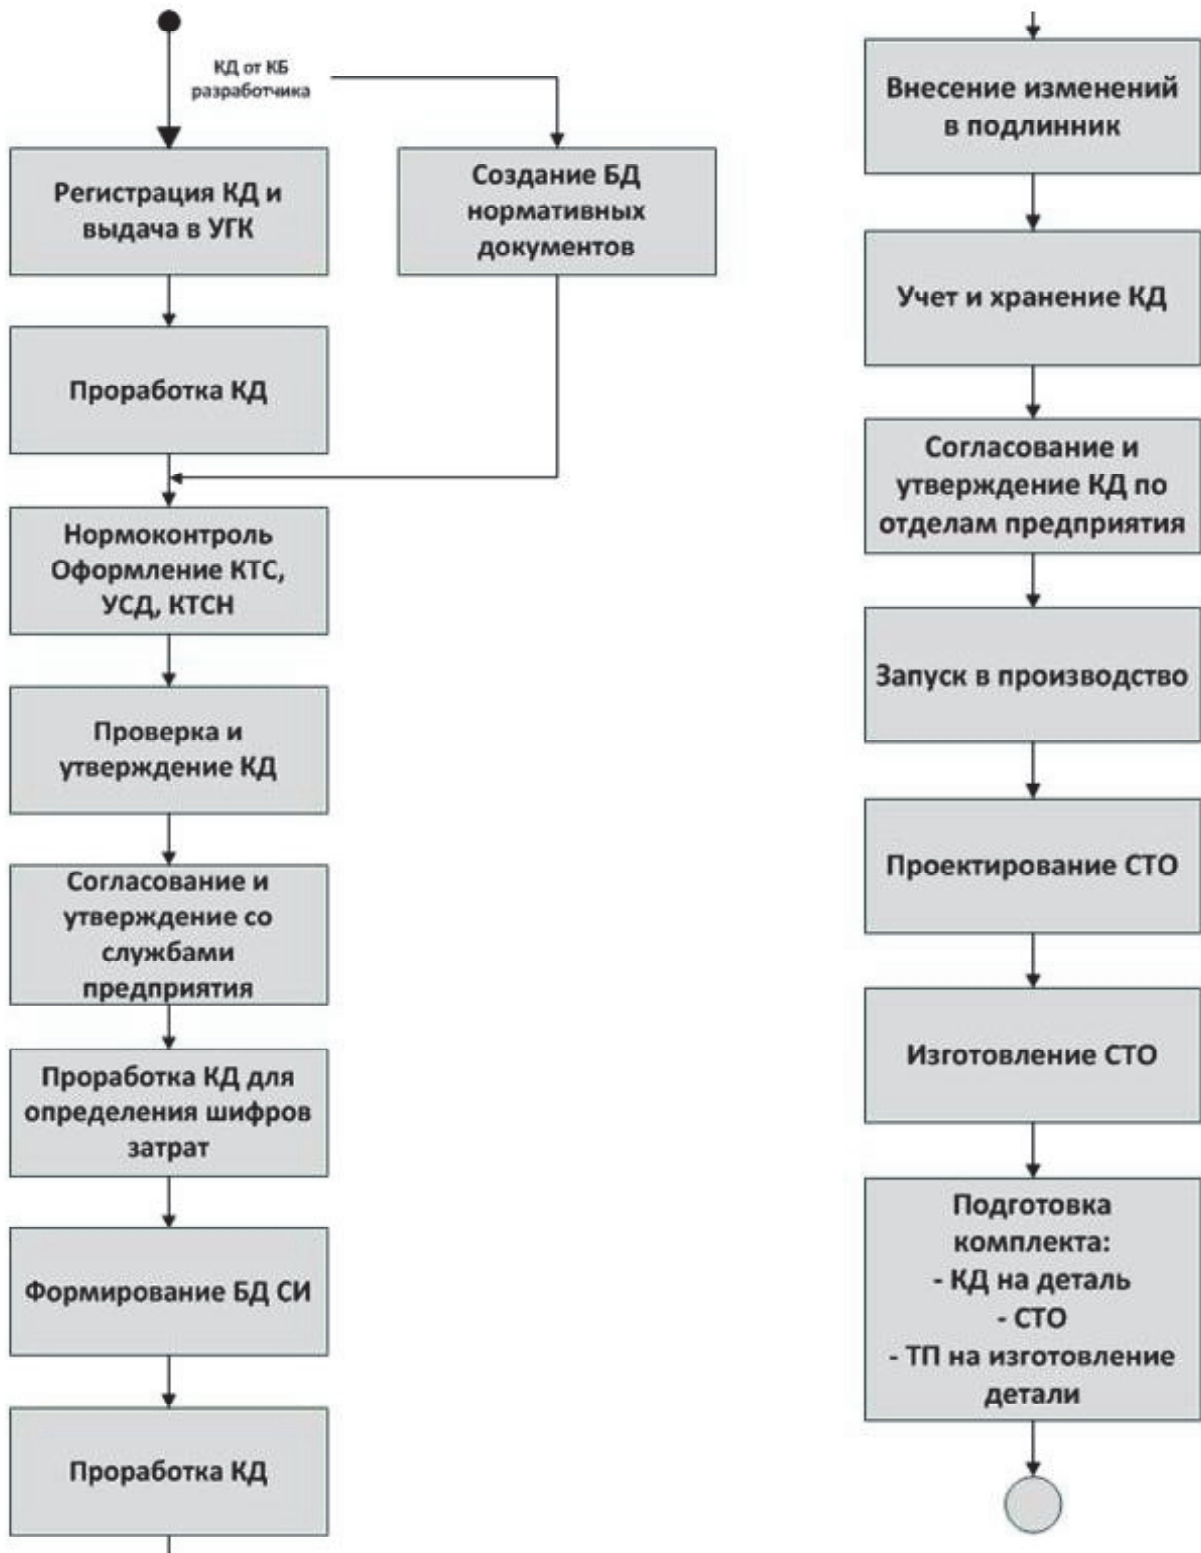 КД от КБ
разработчика
Регистрация КД и
выдача в УГК
Создание БД
нормативных
документов
Проработка КД
Нормоконтроль
Оформление КТС,
УСД, КТСН
Проверка и
утверждение КД
Согласование и
утверждение со
службами
предприятия
Проработка КД для
определения шифров
затрат
Формирование БД СИ
Проработка КД
Внесение изменений
в подлинник
Учет и хранение КД
Согласование и
утверждение КД по
отделам предприятия
Запуск в производство
Проектирование СТО
Изготовление СТО
Подготовка
комплекта:
- КД на деталь
- СТО
- ТП на изготовление
детали